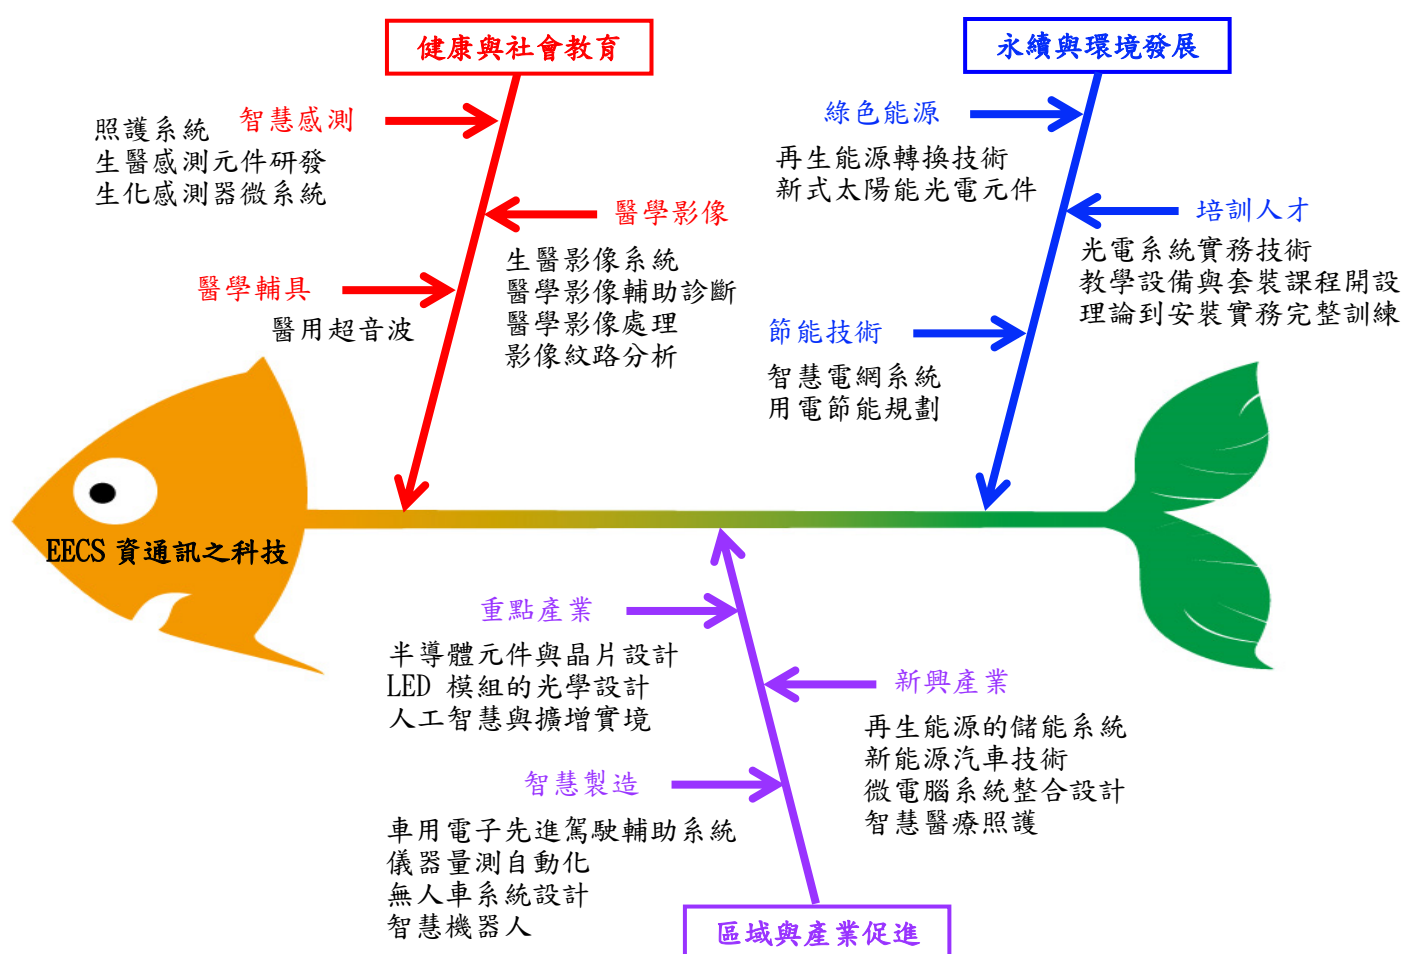 健康與社會教育
智慧感測
照護系統
生醫感測元件研發
生化感測器微系統
醫學影像
生醫影像系統
醫學影像輔助診斷
醫學影像處理
影像紋路分析
醫學輔具
醫用超音波
永續與環境發展
綠色能源
再生能源轉換技術
新式太陽能光電元件
培訓人才
光電系統實務技術
教學設備與套裝課程開設
理論到安裝實務完整訓練
節能技術
智慧電網系統
用電節能規劃
EECS 資通訊之科技
重點產業
半導體元件與晶片設計
LED 模組的光學設計
人工智慧與擴增實境
新興產業
再生能源的儲能系統
新能源汽車技術
微電腦系統整合設計
智慧醫療照護
智慧製造
車用電子先進駕駛輔助系統
儀器量測自動化
無人車系統設計
智慧機器人
區域與產業促進